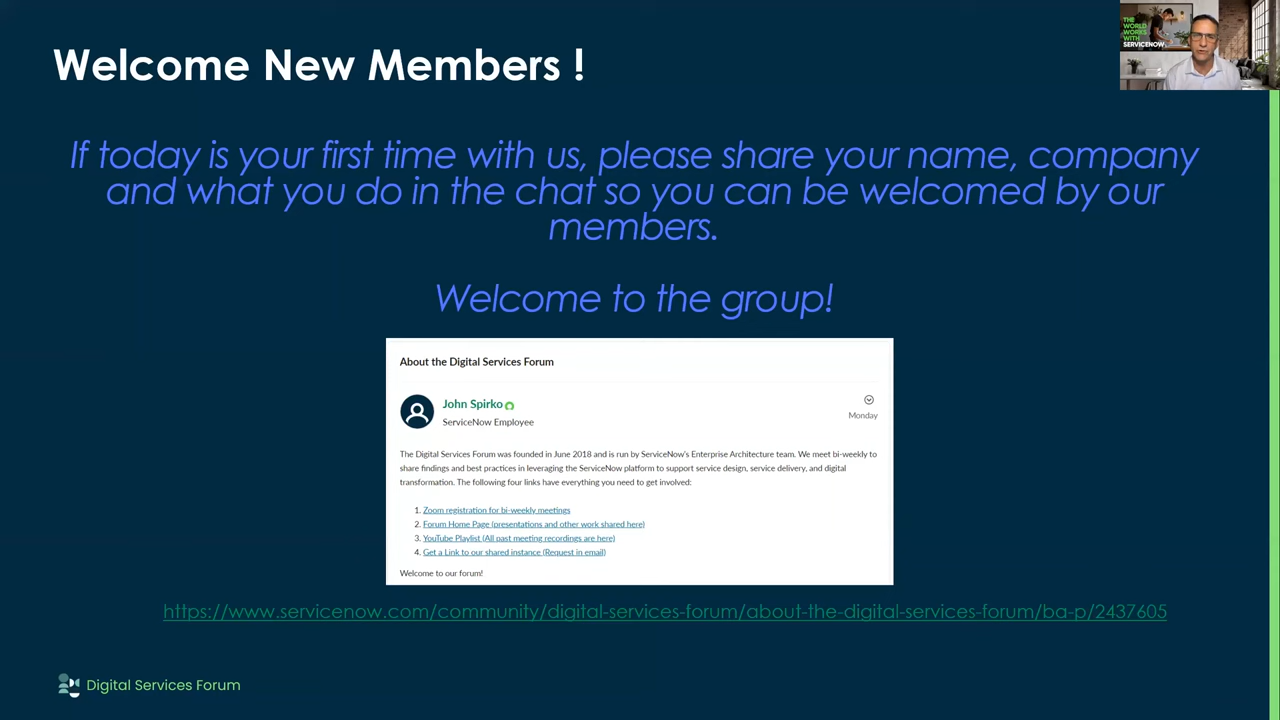 Welcome New Members !
THE
WORLD
WORKS
WITH
SERVICENOW
If today is your first time with us, please share your name, company
and what you do in the chat so you can be welcomed by our
members.
Welcome to the group!
About the Digital Services Forum
John Spirko
ServiceNow Employee
Monday
The Digital Services Forum was founded in June 2018 and is run by ServiceNow's Enterprise Architecture team. We meet bi-weekly to
share findings and best practices in leveraging the ServiceNow platform to support service design, service delivery, and digital
transformation. The following four links have everything you need to get involved:
1. Zoom registration for bi-weekly meetings
2. Forum Home Page (presentations and other work shared here)
3. YouTube Playlist (All past meeting recordings are here)
4. Get a Link to our shared instance (Request in email)
Welcome to our forum!
https://www.servicenow.com/community/digital-services-forum/about-the-digital-services-forum/ba-p/2437605
Digital Services Forum